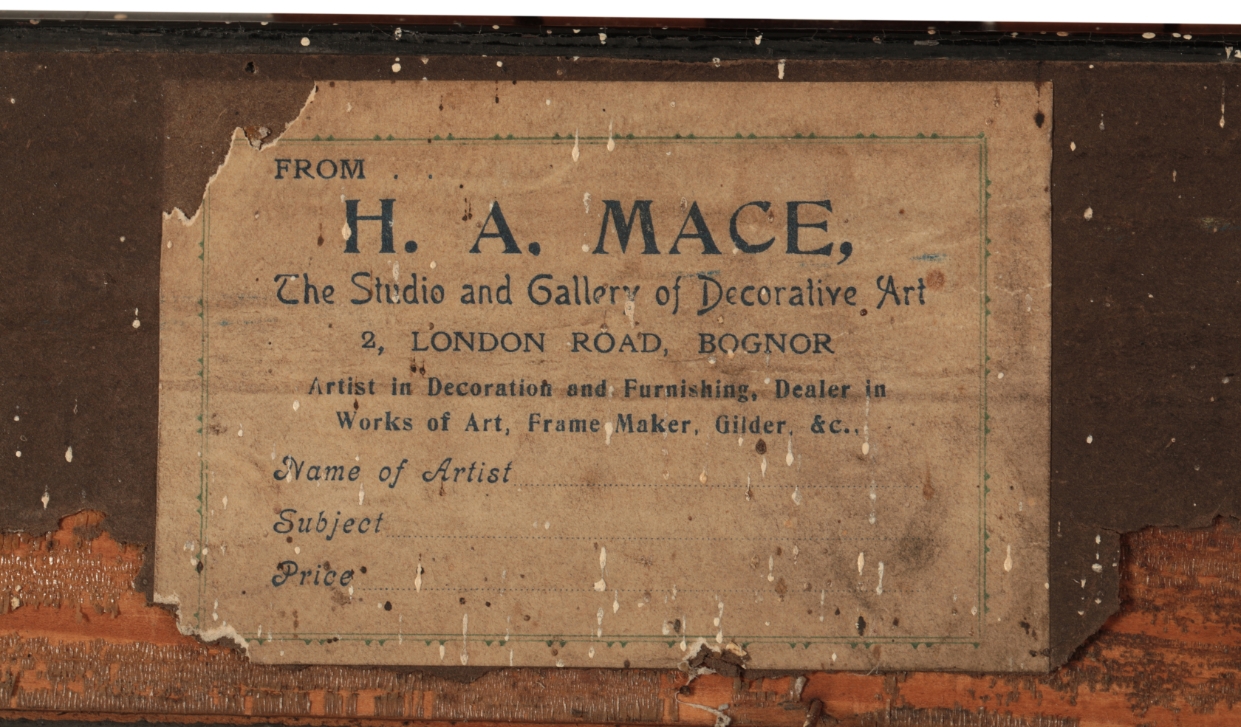 FROM . .
H. A. MACE,
The Studio and Gallery of Decorative Art
2, LONDON ROAD, BOGNOR
Artist in Decoration and Furnishing, Dealer in
Works of Art, Frame Maker, Gilder, &c..
Name of Artist
Subject
Price